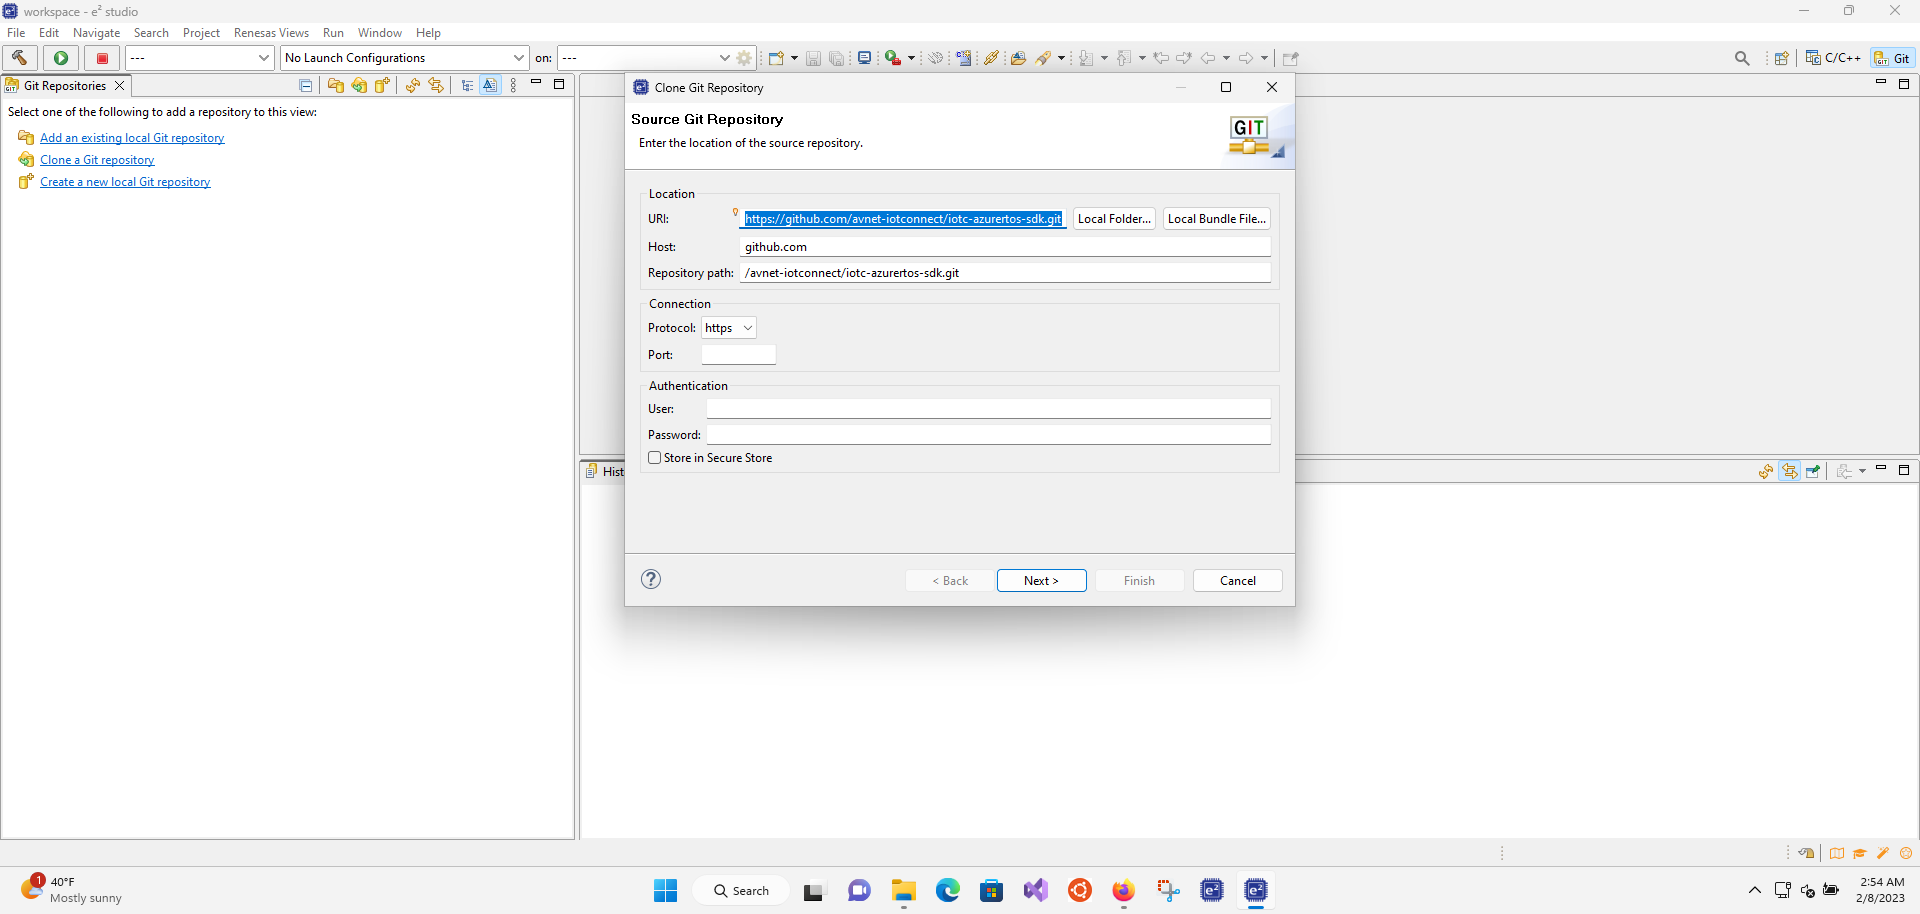 workspace - e² studio
File Edit Navigate Search Project Renesas Views Run Window Help
--- No Launch Configurations on: --- C/C++ Git
Git Repositories
Select one of the following to add a repository to this view:
Add an existing local Git repository
Clone a Git repository
Create a new local Git repository
Clone Git Repository
Source Git Repository
Enter the location of the source repository.
GIT
Location
URI: https://github.com/avnet-iotconnect/iotc-azurertos-sdk.git Local Folder... Local Bundle File...
Host: github.com
Repository path: /avnet-iotconnect/iotc-azurertos-sdk.git
Connection
Protocol: https
Port:
Authentication
User:
Password:
Store in Secure Store
Hist
? < Back Next > Finish Cancel
1
40°F
Mostly sunny
Search
e²
e²
2:54 AM
2/8/2023